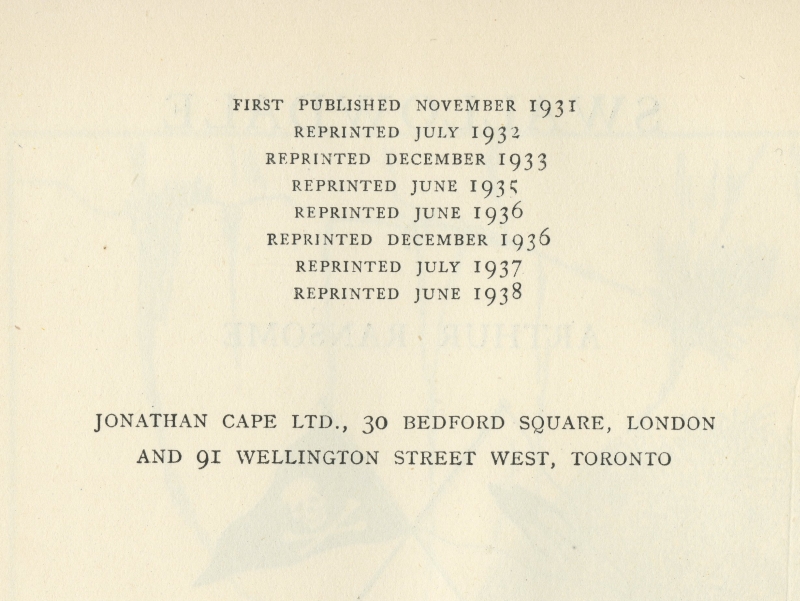 FIRST PUBLISHED NOVEMBER 1931
REPRINTED JULY 1932
REPRINTED DECEMBER 1933
REPRINTED JUNE 1935
REPRINTED JUNE 1936
REPRINTED DECEMBER 1936
REPRINTED JULY 1937
REPRINTED JUNE 1938
ARTHUR RANSOME
JONATHAN CAPE LTD., 30 BEDFORD SQUARE, LONDON
AND 91 WELLINGTON STREET WEST, TORONTO